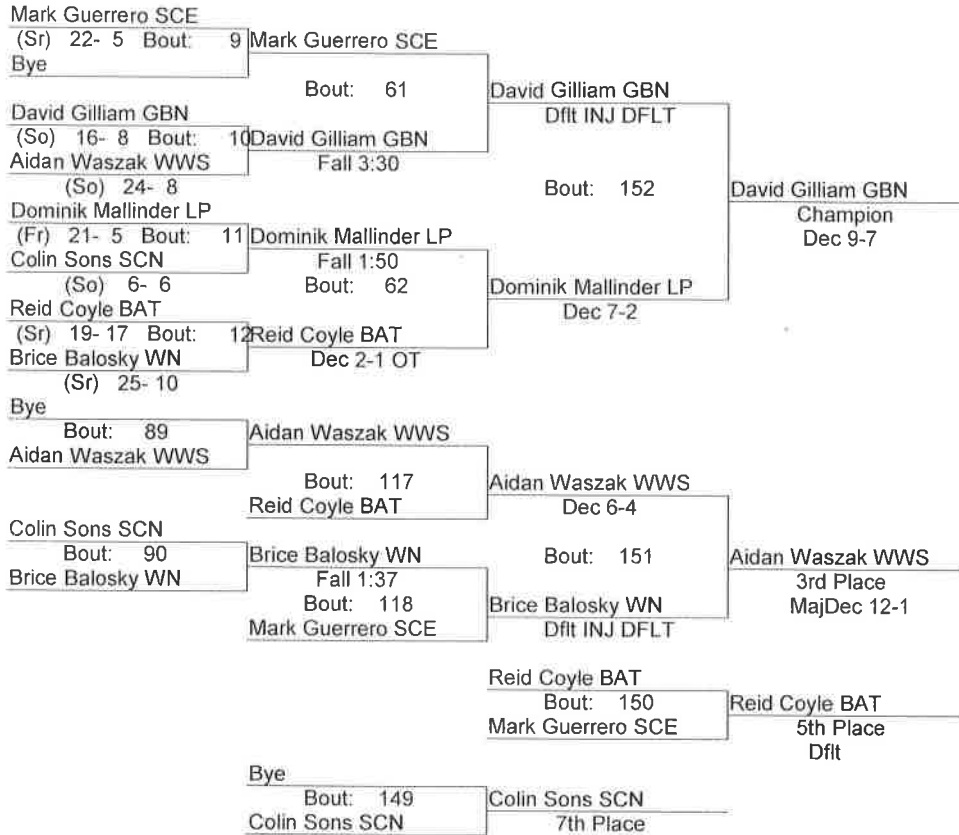 Mark Guerrero SCE
(Sr) 22- 5 Bout: 9
Bye
Mark Guerrero SCE
Bout: 61
David Gilliam GBN
(So) 16- 8 Bout: 10
Aidan Waszak WWS
(So) 24- 8
David Gilliam GBN
Fall 3:30
David Gilliam GBN
Dflt INJ DFLT
Bout: 152
Dominik Mallinder LP
(Fr) 21- 5 Bout: 11
Colin Sons SCN
(So) 6- 6
Dominik Mallinder LP
Fall 1:50
Bout: 62
Reid Coyle BAT
(Sr) 19- 17 Bout: 12
Brice Balosky WN
(Sr) 25- 10
Reid Coyle BAT
Dec 2-1 OT
Dominik Mallinder LP
Dec 7-2
David Gilliam GBN
Champion
Dec 9-7
Bye
Bout: 89
Aidan Waszak WWS
Aidan Waszak WWS
Bout: 117
Reid Coyle BAT
Aidan Waszak WWS
Dec 6-4
Bout: 151
Colin Sons SCN
Bout: 90
Brice Balosky WN
Brice Balosky WN
Fall 1:37
Bout: 118
Mark Guerrero SCE
Brice Balosky WN
Dflt INJ DFLT
Aidan Waszak WWS
3rd Place
MajDec 12-1
Reid Coyle BAT
Bout: 150
Mark Guerrero SCE
Reid Coyle BAT
5th Place
Dflt
Bye
Bout: 149
Colin Sons SCN
Colin Sons SCN
7th Place